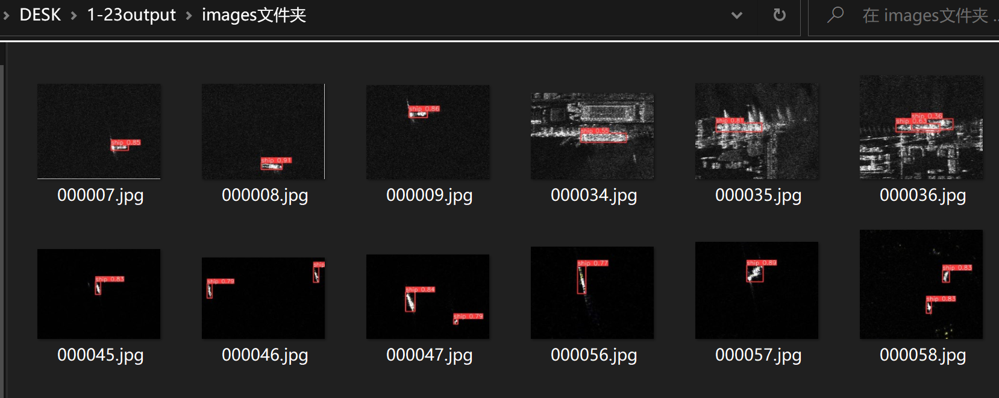 DESK 1-23output images文件夹
在 images文件夹 ..
ship 0.85
ship 0.91
ship 0.86
ship 0.55
ship 0.81
ship 0.36
ship 0.63
000007.jpg 000008.jpg 000009.jpg 000034.jpg 000035.jpg 000036.jpg
ship 0.83
ship 0.79
ship
ship 0.84
ship 0.79
ship 0.77
ship 0.89
ship 0.83
ship 0.83
000045.jpg 000046.jpg 000047.jpg 000056.jpg 000057.jpg 000058.jpg